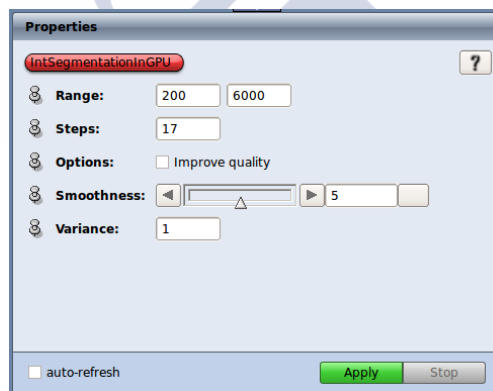 Properties
IntSegmentationInGPU ?
Range: 200 6000
Steps: 17
Options: Improve quality
Smoothness: 5
Variance: 1
auto-refresh Apply Stop